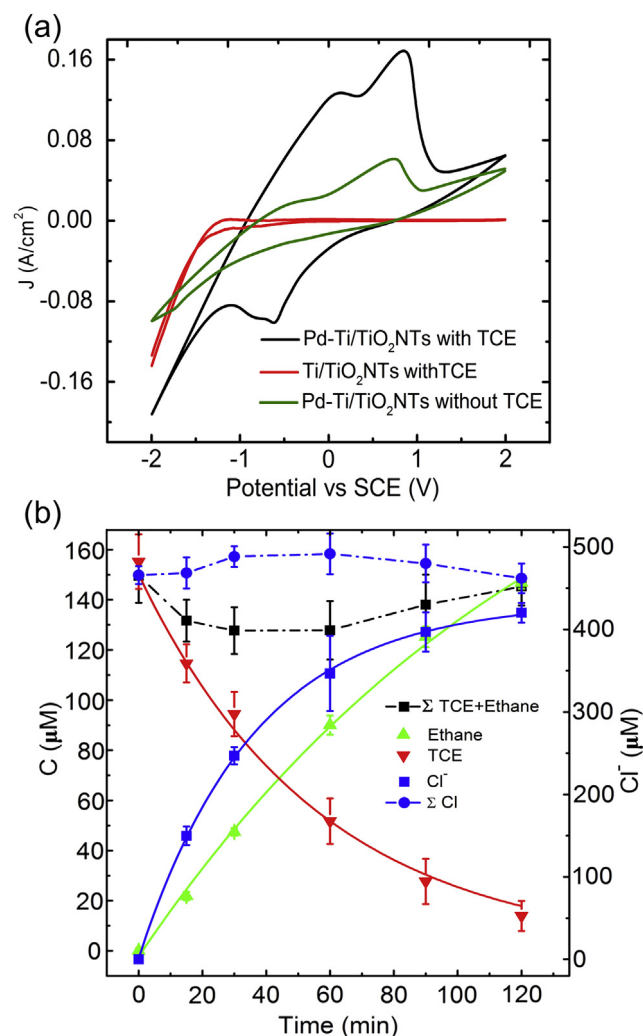 (a)
0.16
0.08
0.00
-0.08
-0.16
J (A/cm²)
Pd-Ti/TiO₂NTs with TCE
Ti/TiO₂NTs withTCE
Pd-Ti/TiO₂NTs without TCE
-2 -1 0 1 2
Potential vs SCE (V)
(b)
160
140
120
100
80
60
40
20
0
C (μM)
Σ TCE+Ethane
Ethane
TCE
Cl⁻
Σ Cl
500
400
300
200
100
0
Cl⁻ (μM)
0 20 40 60 80 100 120
Time (min)